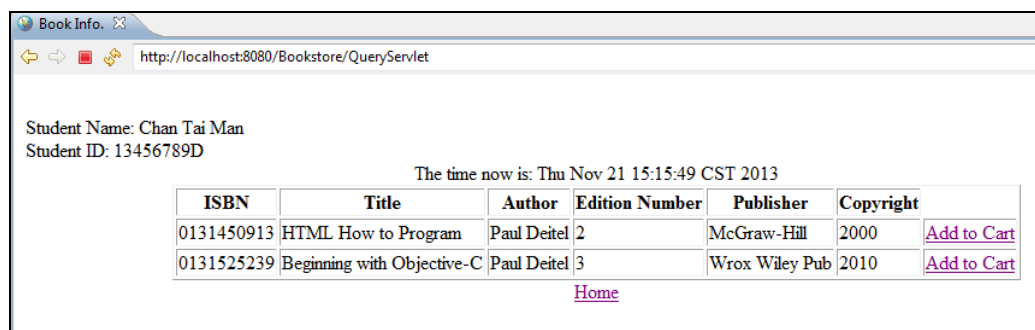 Book Info.
http://localhost:8080/Bookstore/QueryServlet
Student Name: Chan Tai Man
Student ID: 13456789D
The time now is: Thu Nov 21 15:15:49 CST 2013
ISBN Title Author Edition Number Publisher Copyright
0131450913 HTML How to Program Paul Deitel 2 McGraw-Hill 2000 Add to Cart
0131525239 Beginning with Objective-C Paul Deitel 3 Wrox Wiley Pub 2010 Add to Cart
Home